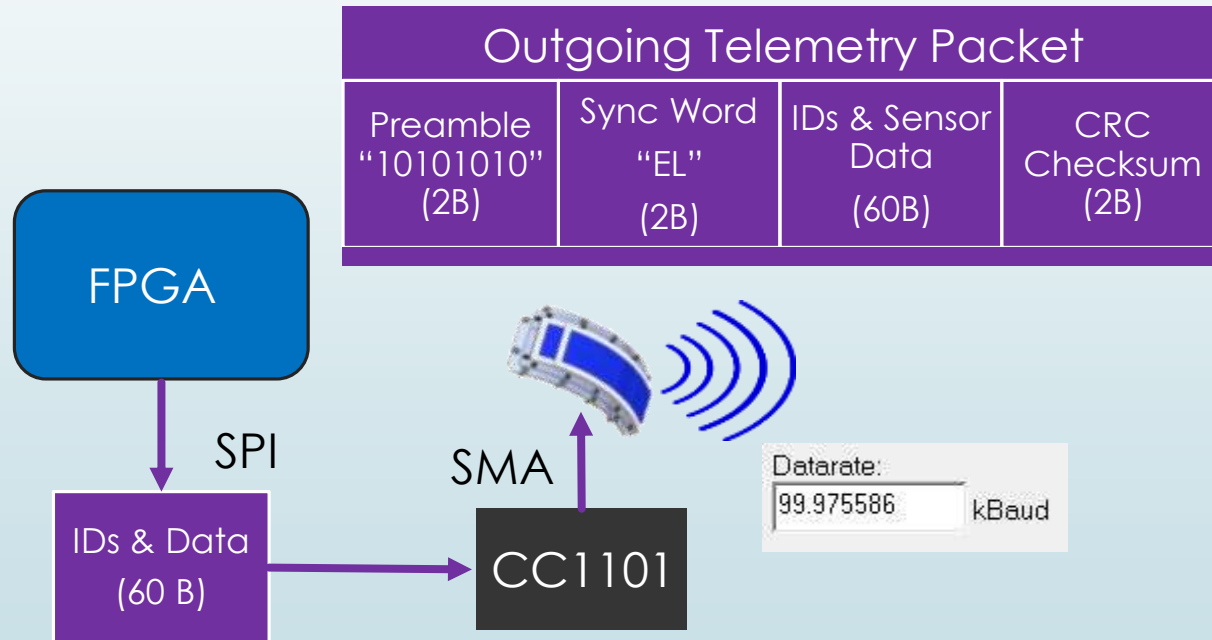 Outgoing Telemetry Packet
Preamble
“10101010”
(2B)
Sync Word
“EL”
(2B)
IDs & Sensor
Data
(60B)
CRC
Checksum
(2B)
FPGA
SPI
SMA
Datarate:
99.975586
kBaud
IDs & Data
(60 B)
CC1101